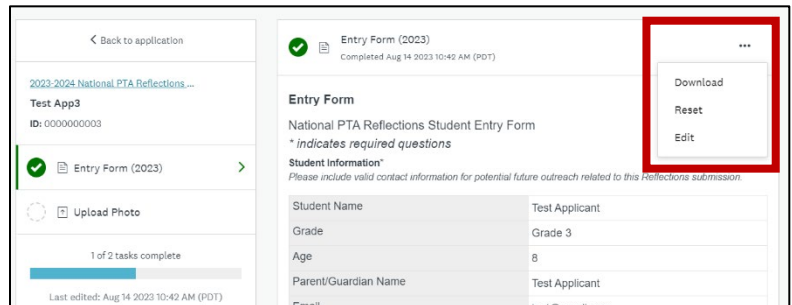 Back to application
2023-2024 National PTA Reflections ...
Test App3
ID: 0000000003
Entry Form (2023)
Upload Photo
1 of 2 tasks complete
Last edited: Aug 14 2023 10:42 AM (PDT)
Entry Form (2023)
Completed Aug 14 2023 10:42 AM (PDT)
...
Download
Reset
Edit
Entry Form
National PTA Reflections Student Entry Form
* indicates required questions
Student Information*
Please include valid contact information for potential future outreach related to this Reflections submission.
Student Name Test Applicant
Grade Grade 3
Age 8
Parent/Guardian Name Test Applicant
Email